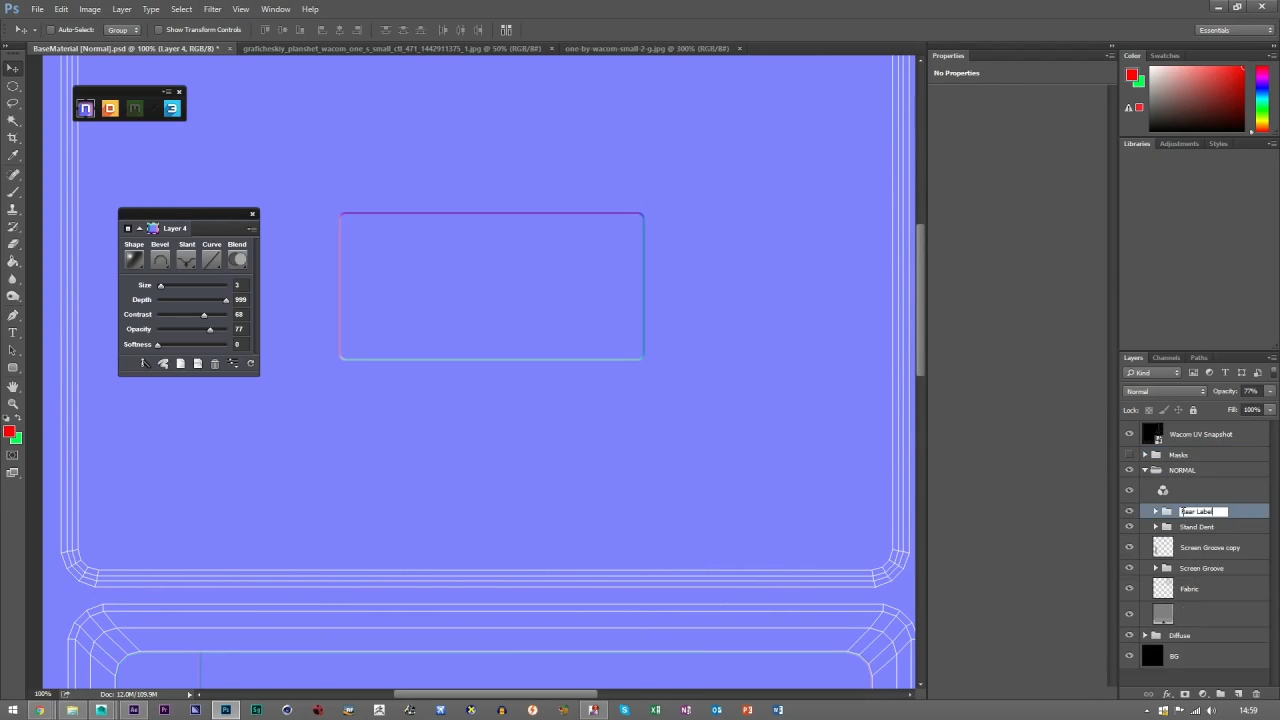 Ps File Edit Image Layer Type Select Filter 3D View Window Help
Auto-Select: Group Show Transform Controls Essentials
BaseMaterial [Normal].psd @ 100% (Layer 4, RGB/8) * × graficheskiy_planshet_wacom_one_s_small_ctl_471_1442911375_1.jpg @ 50% (RGB/8#) × one-by-wacom-small-2-g.jpg @ 300% (RGB/8#) ×
Properties
No Properties
Color Swatches
Libraries Adjustments Styles
Layer 4
Shape Bevel Slant Curve Blend
Size 3
Depth 999
Contrast 68
Opacity 77
Softness 0
Layers Channels Paths
Kind
Normal Opacity: 77%
Lock: Fill: 100%
Wacom UV Snapshot
Masks
NORMAL
Rear Label
Stand Dent
Screen Groove copy
Screen Groove
Fabric
Diffuse
BG
100% Doc: 12.0M/109.9M
14:59